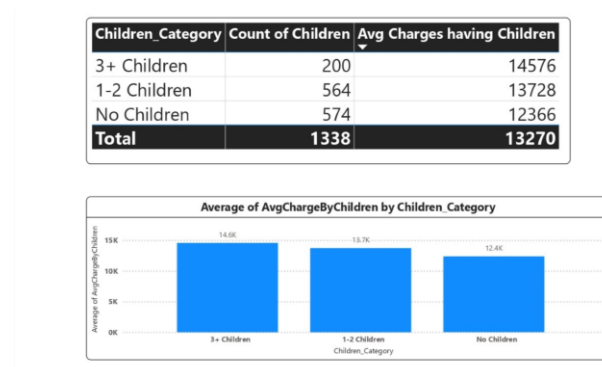 Children_Category Count of Children Avg Charges having Children
3+ Children 200 14576
1-2 Children 564 13728
No Children 574 12366
Total 1338 13270
Average of AvgChargeByChildren by Children_Category
Average of AvgChargeByChildren
15K
10K
5K
0K
14.6K 13.7K 12.4K
3+ Children 1-2 Children No Children
Children_Category